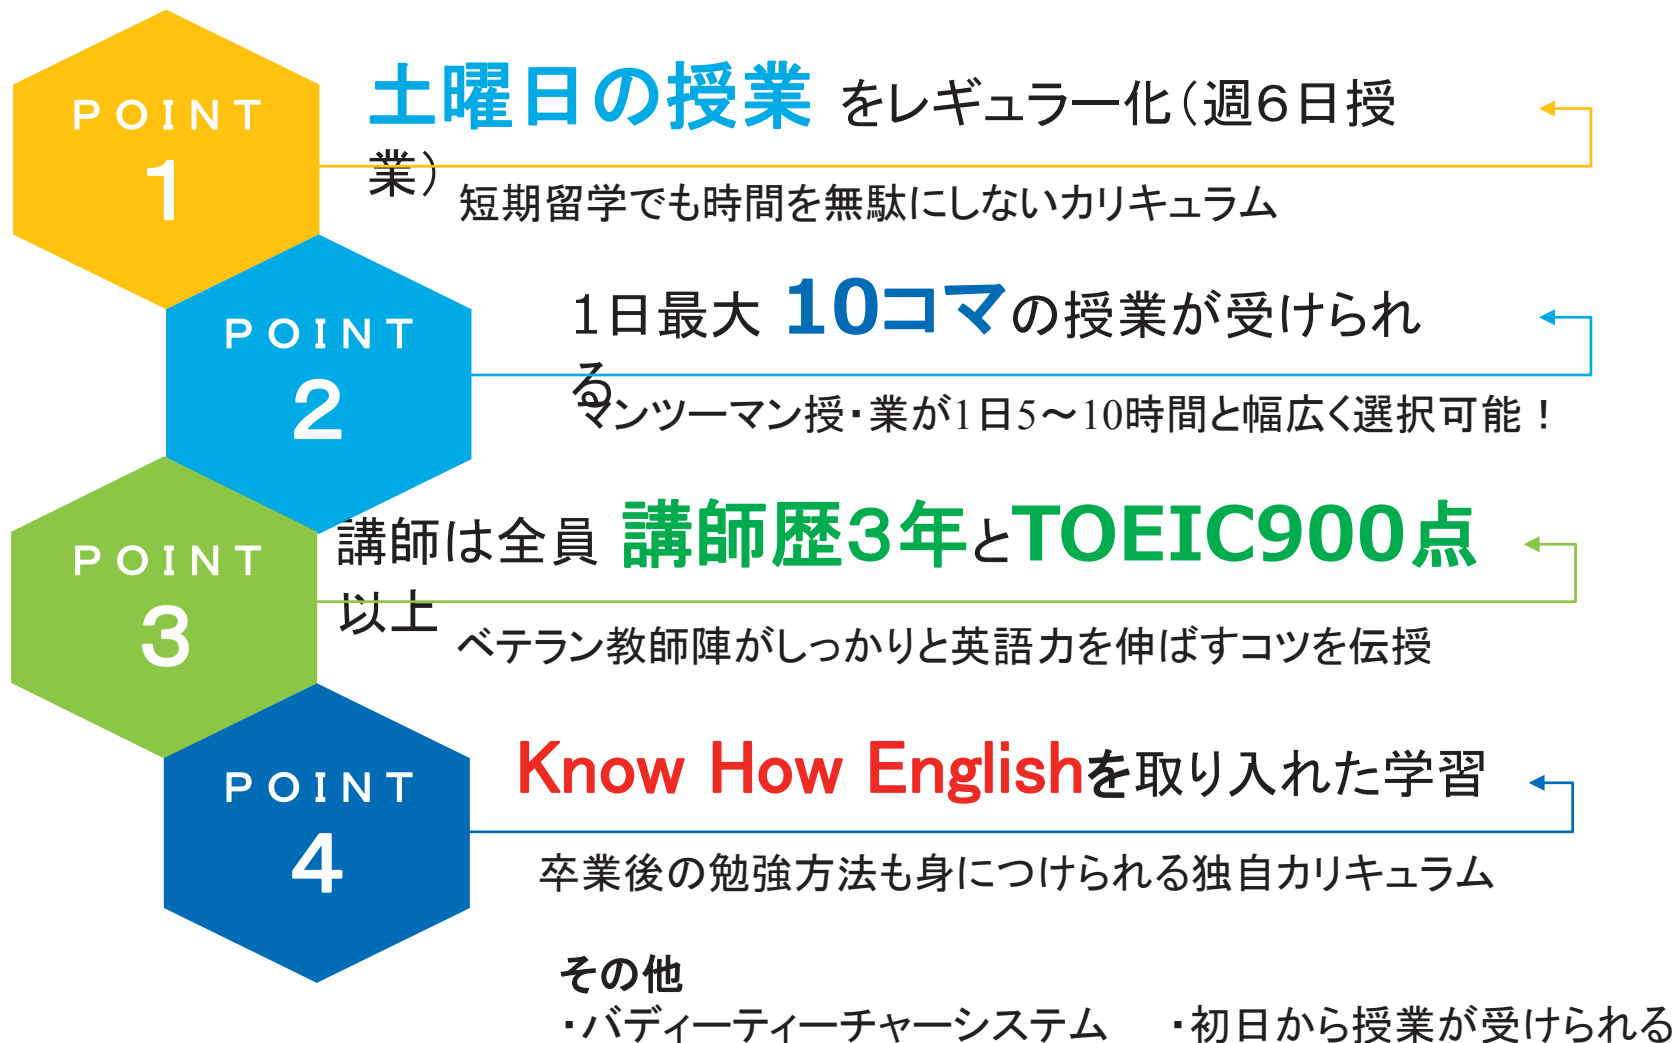 POINT
1
土曜日の授業 をレギュラー化（週６日授
業）
短期留学でも時間を無駄にしないカリキュラム
POINT
2
1日最大 10コマの授業が受けられ
る
マンツーマン授・業が1日5～10時間と幅広く選択可能！
POINT
3
講師は全員 講師歴３年とTOEIC900点
以上
ベテラン教師陣がしっかりと英語力を伸ばすコツを伝授
POINT
4
Know How Englishを取り入れた学習
卒業後の勉強方法も身につけられる独自カリキュラム
その他
・バディーティーチャーシステム　・初日から授業が受けられる